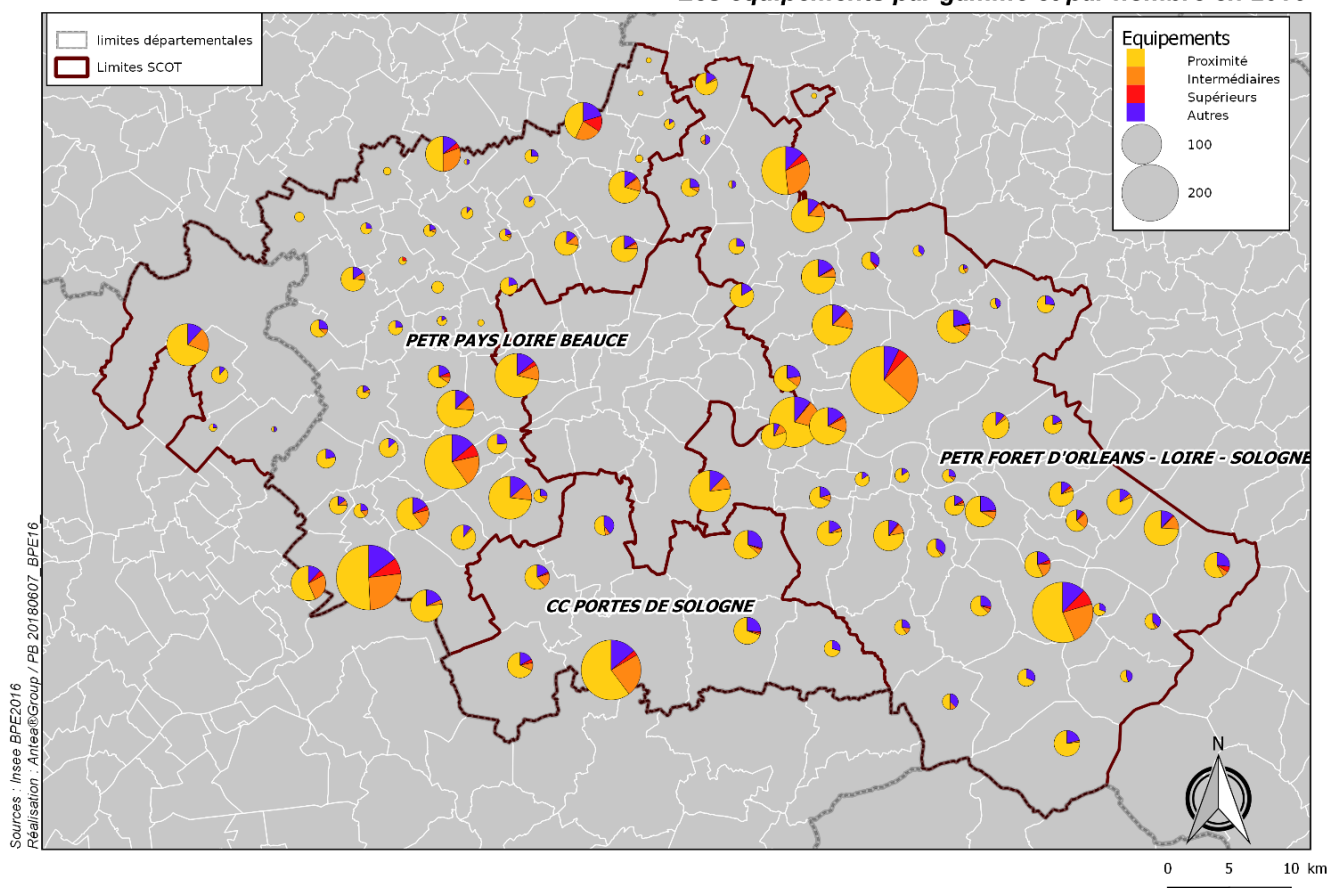 limites départementales
Limites SCOT
Equipements
Proximité
Intermédiaires
Supérieurs
Autres
100
200
PETR PAYS LOIRE BEAUCE
PETR FORET D'ORLEANS - LOIRE - SOLOGNE
CC PORTES DE SOLOGNE
Sources : Insee BPE2016
Réalisation : Antea®Group / PB 20180607_BPE16_
N
0 5 10 km